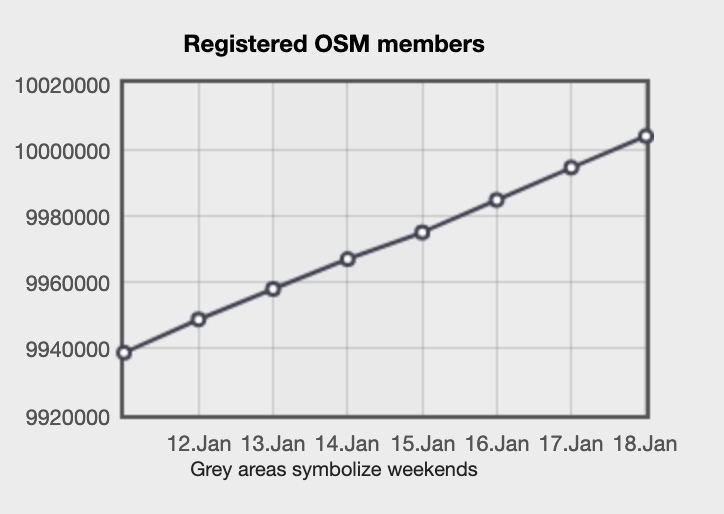 Registered OSM members
10020000
10000000
9980000
9960000
9940000
9920000
12.Jan 13.Jan 14.Jan 15.Jan 16.Jan 17.Jan 18.Jan
Grey areas symbolize weekends